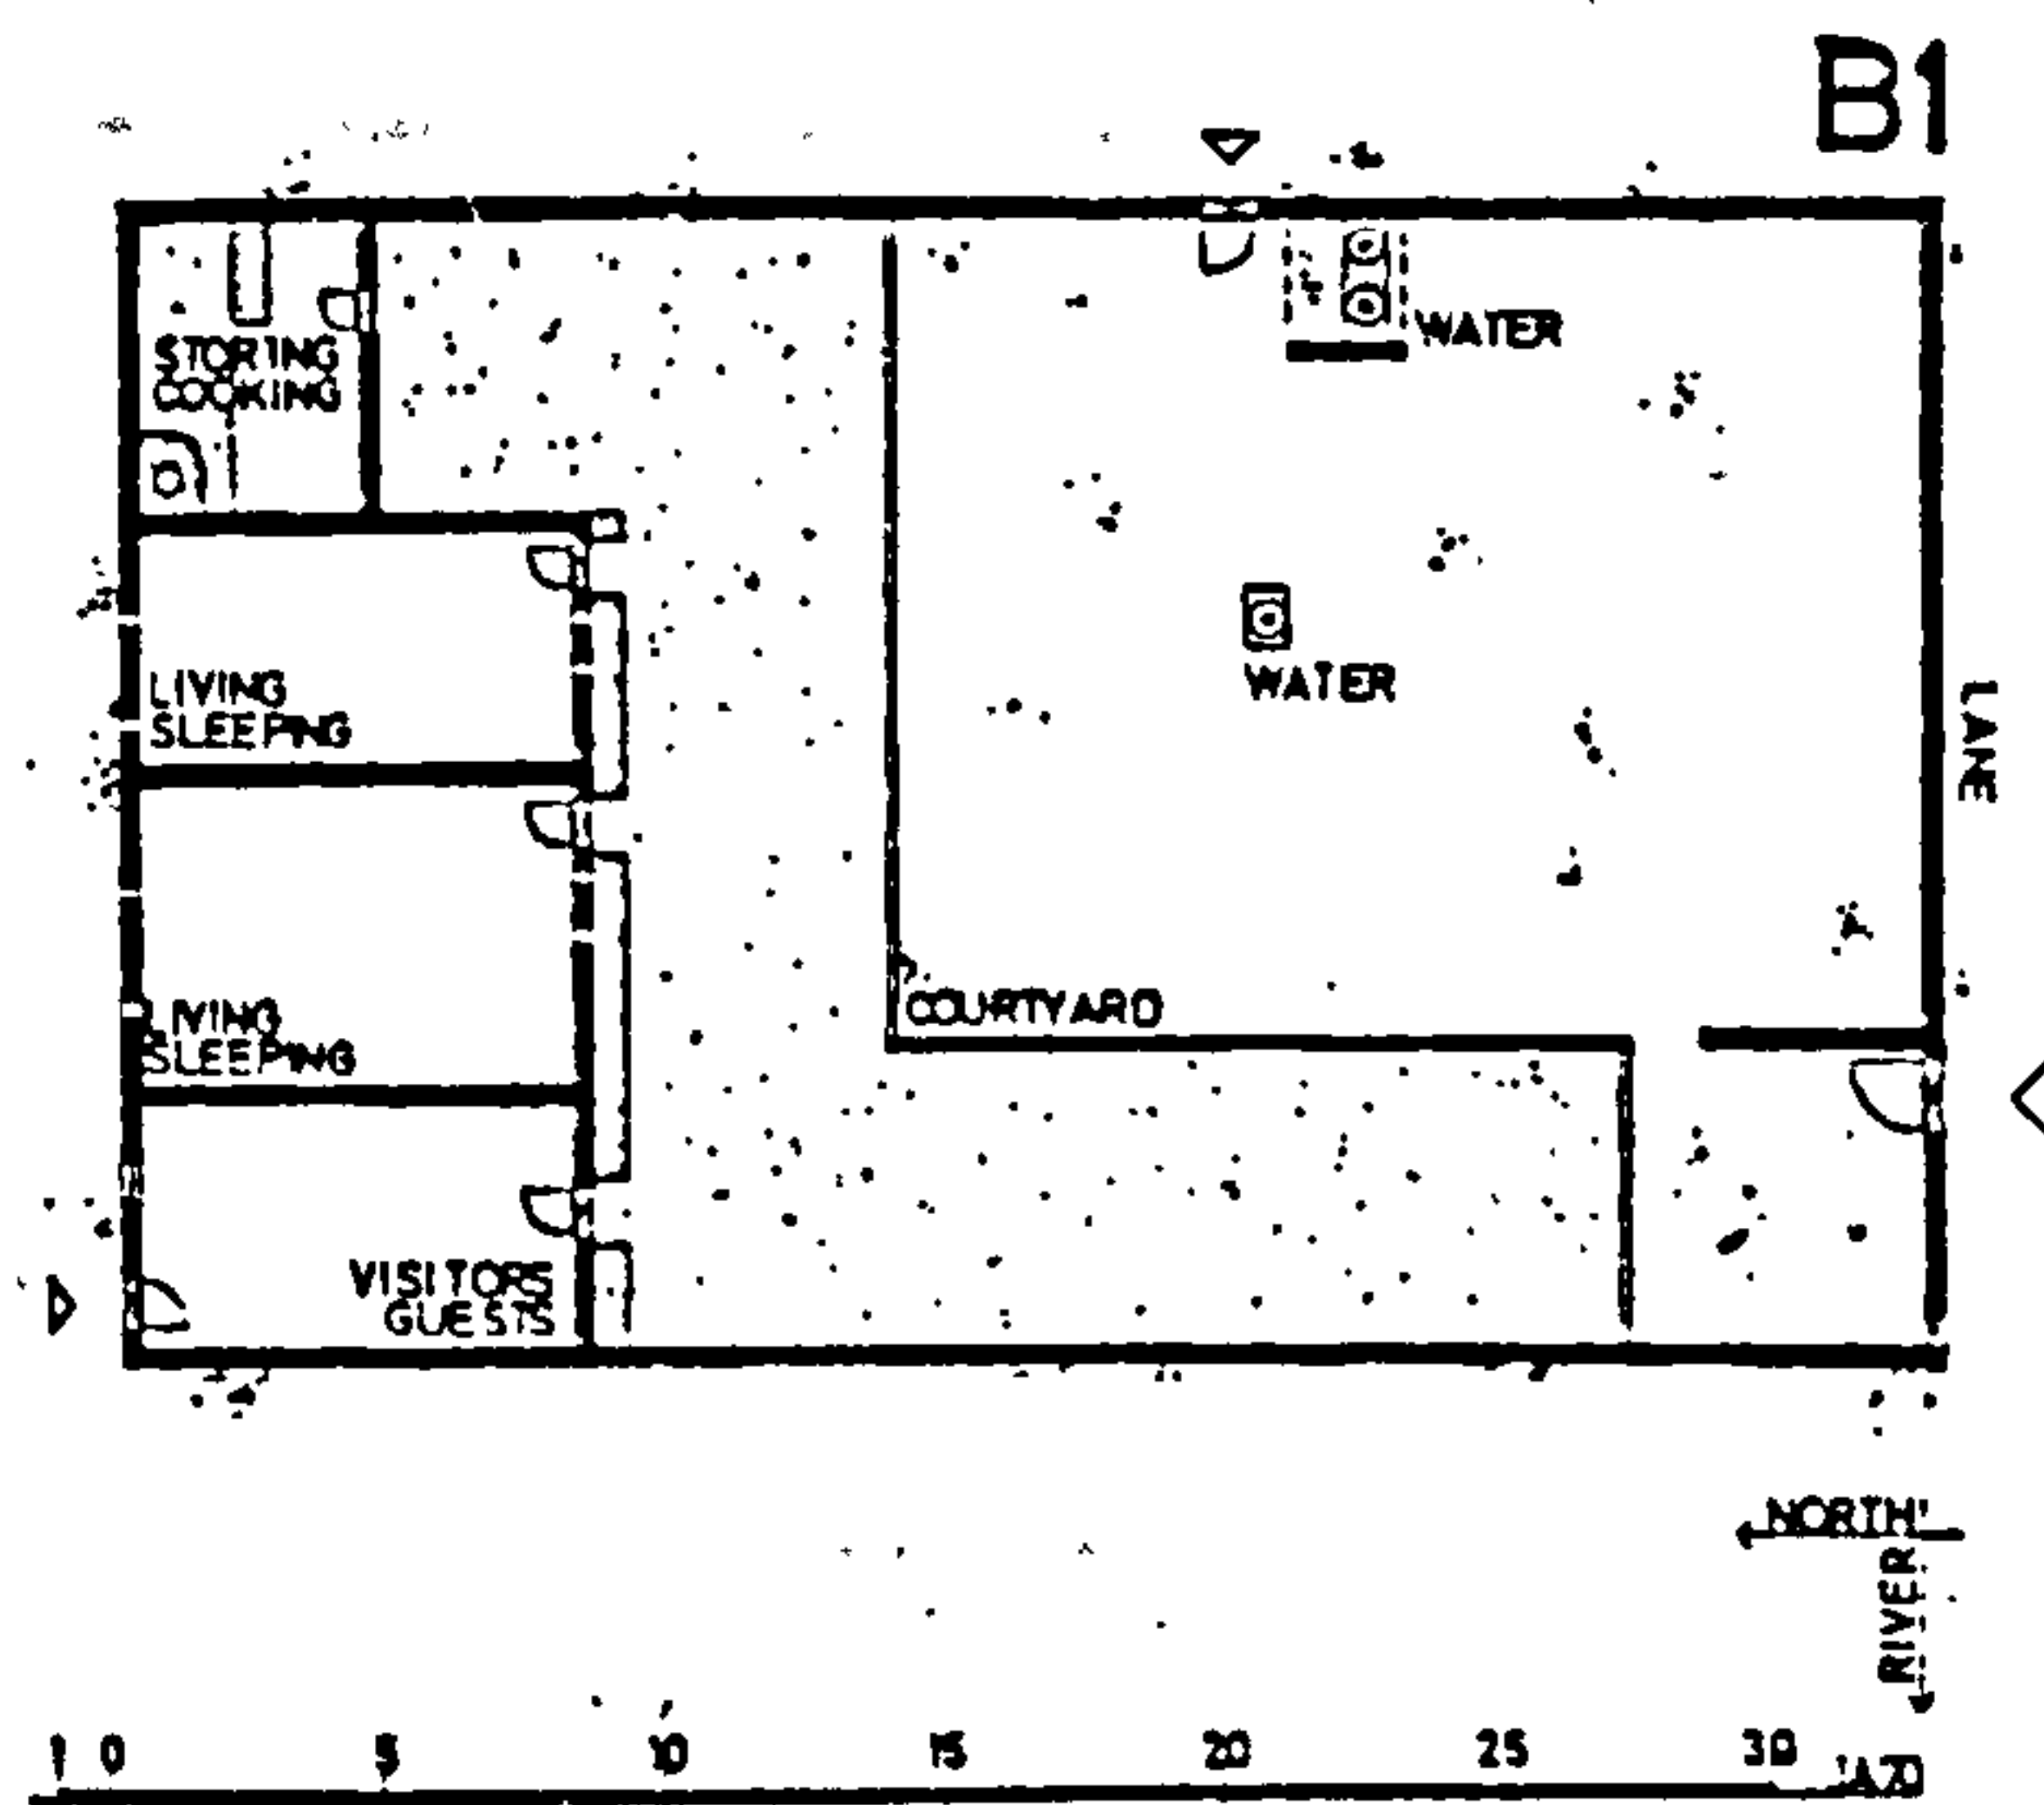 B1
WATER
STORING
COOKING
WATER
LIVING
SLEEPING
LANE
COURTYARD
LIVING
SLEEPING
VISITORS
GUESTS
NORTH
RIVER
1 0 5 10 15 20 25 30